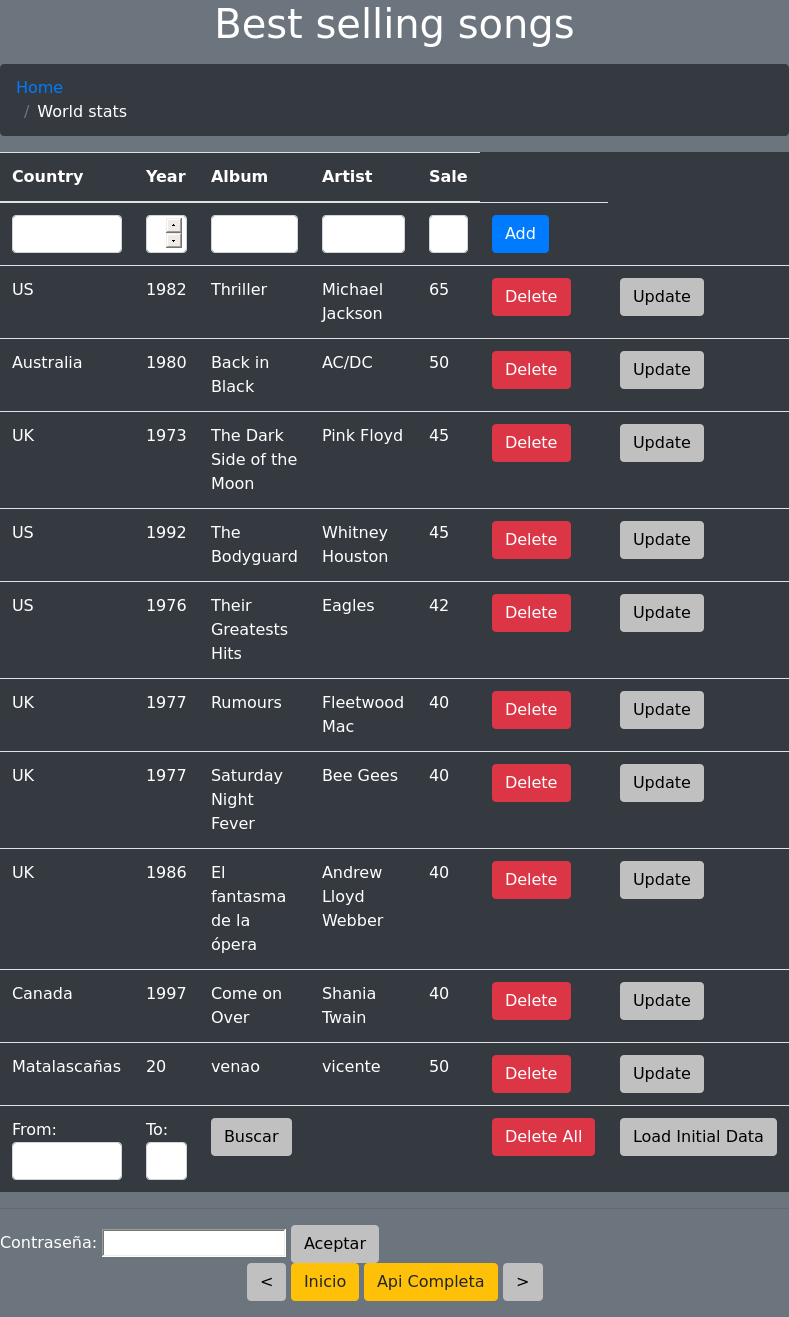 Best selling songs
Home
/ World stats
Country Year Album Artist Sale
Add
US 1982 Thriller Michael Jackson 65 Delete Update
Australia 1980 Back in Black AC/DC 50 Delete Update
UK 1973 The Dark Side of the Moon Pink Floyd 45 Delete Update
US 1992 The Bodyguard Whitney Houston 45 Delete Update
US 1976 Their Greatests Hits Eagles 42 Delete Update
UK 1977 Rumours Fleetwood Mac 40 Delete Update
UK 1977 Saturday Night Fever Bee Gees 40 Delete Update
UK 1986 El fantasma de la ópera Andrew Lloyd Webber 40 Delete Update
Canada 1997 Come on Over Shania Twain 40 Delete Update
Matalascañas 20 venao vicente 50 Delete Update
From: To: Buscar Delete All Load Initial Data
Contraseña: Aceptar
< Inicio Api Completa >